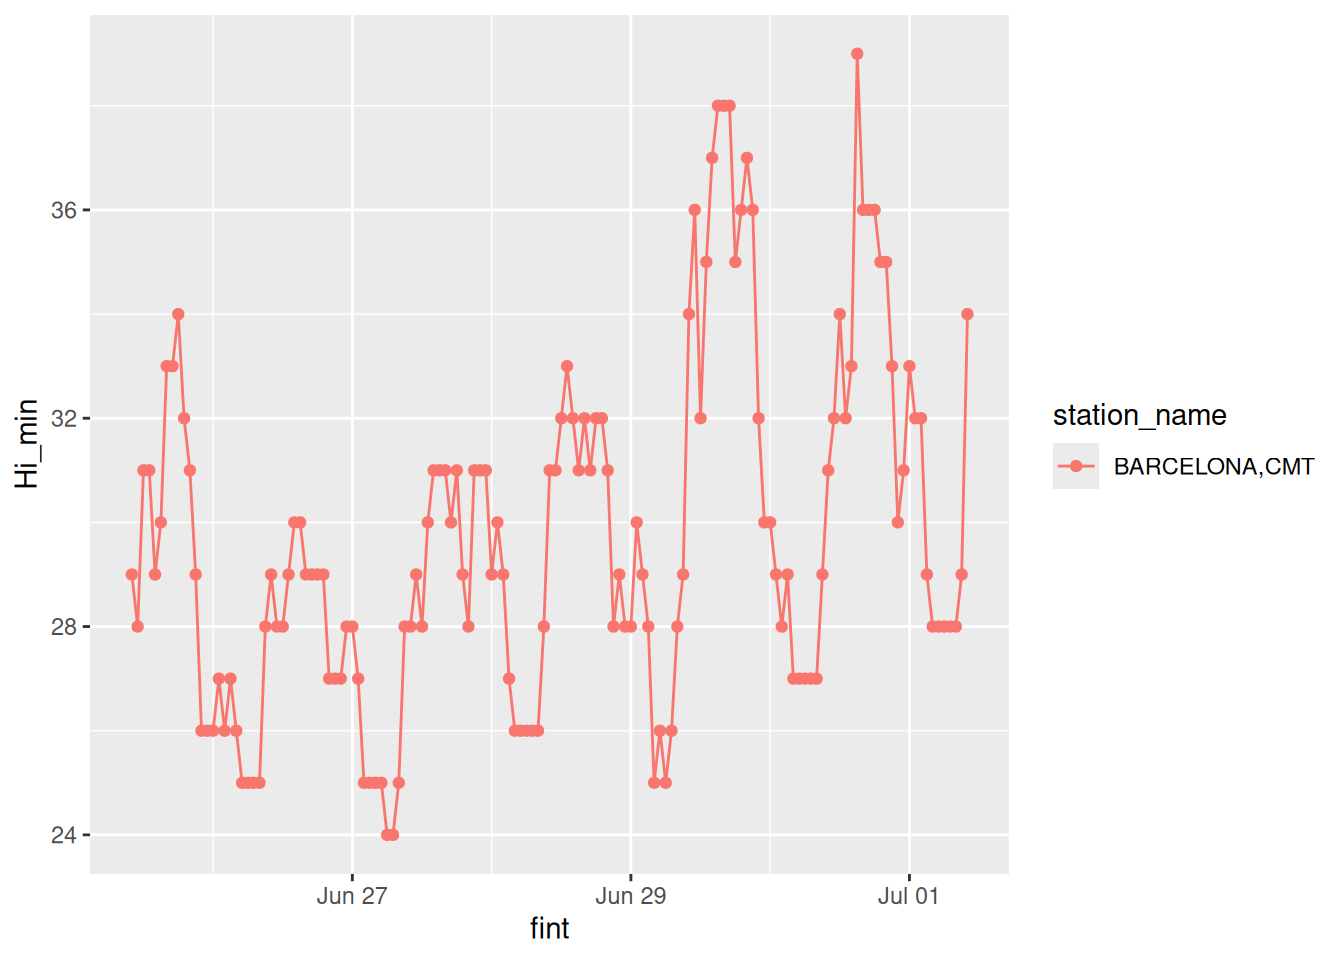 36
32
28
24
Hi_min
Jun 27
Jun 29
Jul 01
fint
station_name
BARCELONA,CMT